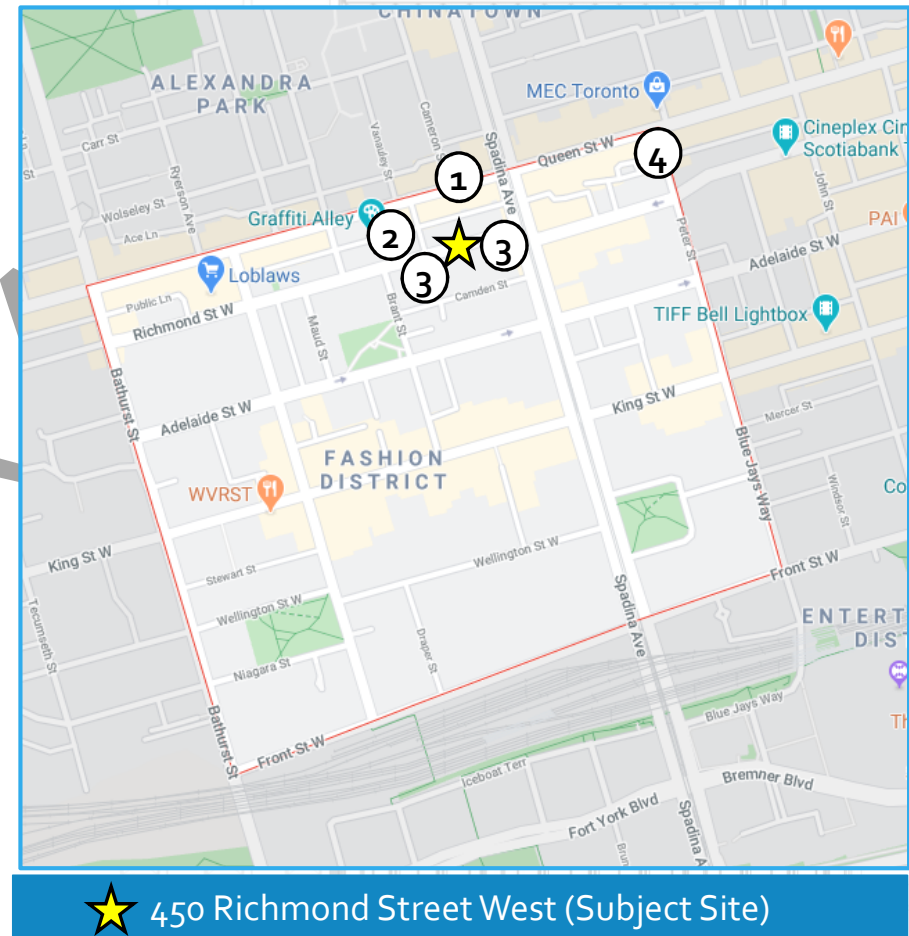 CHINATOWN
ALEXANDRA
PARK
MEC Toronto
Cineplex Cin
Scotiabank
Carr St
St
Vanauley St
Cameron S
Spadina Ave
Queen St W
4
1
Ryerson Ave
Wolseley St
Ace Ln
Graffiti Alley
2
3
3
John St
PAI
Peter St
Adelaide St W
Loblaws
Public Ln
Richmond St W
Camden St
Brant St
Maud St
TIFF Bell Lightbox
Bathurst St
Adelaide St W
King St W
Mercer St
FASHION
DISTRICT
Blue Jays Way
WVRST
Windsor St
Co
King St W
Stewart St
Wellington St W
Front St W
Tecumseth St
Wellington St W
Spadina Ave
ENTERT
DIS
Draper St
Niagara St
Th
Bathurst St
Front St W
Blue Jays Way
Iceboat Terr
Bremner Blvd
Fort York Blvd
Spadina A
Brun
450 Richmond Street West (Subject Site)